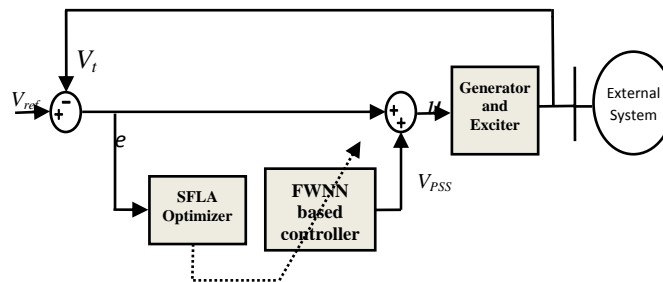 V_t
V_ref
-
+
+
+
u
e
Generator
and
Exciter
External
System
SFLA
Optimizer
FWNN
based
controller
V_PSS